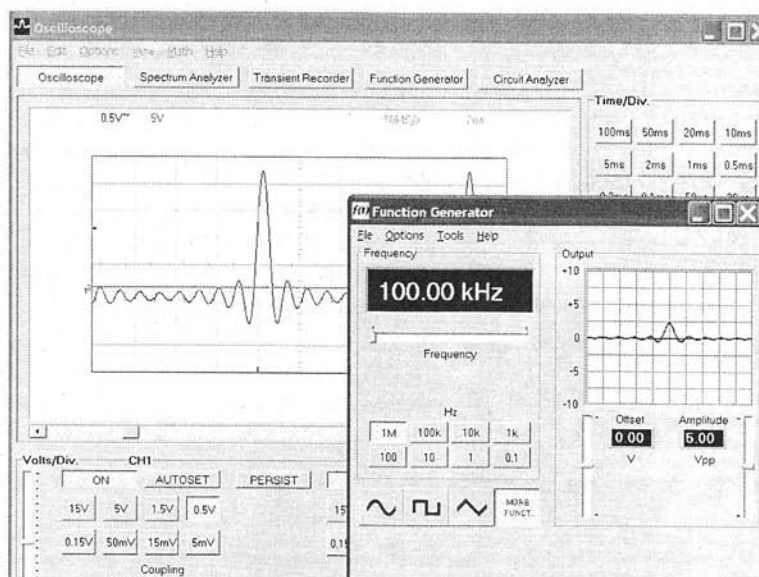 Oscilloscope
File Edit Options View Math Help
Oscilloscope Spectrum Analyzer Transient Recorder Function Generator Circuit Analyzer
0.5V~ 5V
Time/Div.
100ms 50ms 20ms 10ms
5ms 2ms 1ms 0.5ms
f(t) Function Generator
File Options Tools Help
Frequency
100.00 kHz
Frequency
Hz
1M 100k 10k 1k
100 10 1 0.1
MORE
FUNCT.
Output
+10
+5
0
-5
-10
Offset Amplitude
0.00 5.00
V Vpp
Volts/Div. CH1
ON AUTOSET PERSIST
15V 5V 1.5V 0.5V
0.15V 50mV 15mV 5mV
Coupling